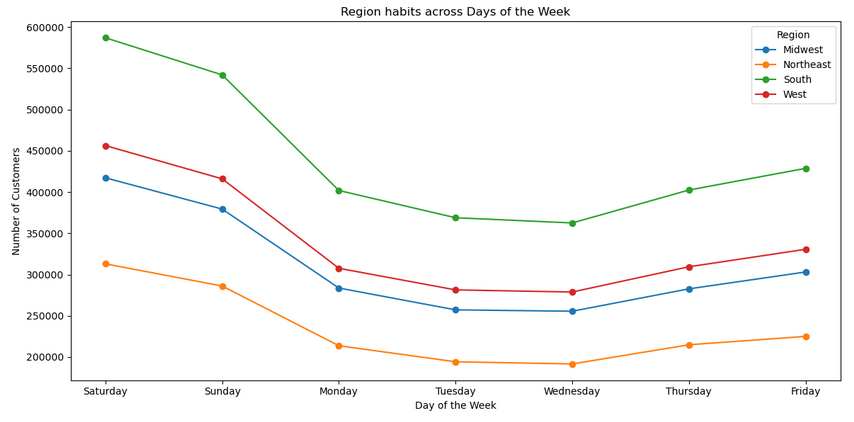 Region habits across Days of the Week
Number of Customers
600000
550000
500000
450000
400000
350000
300000
250000
200000
Region
Midwest
Northeast
South
West
Saturday Sunday Monday Tuesday Wednesday Thursday Friday
Day of the Week